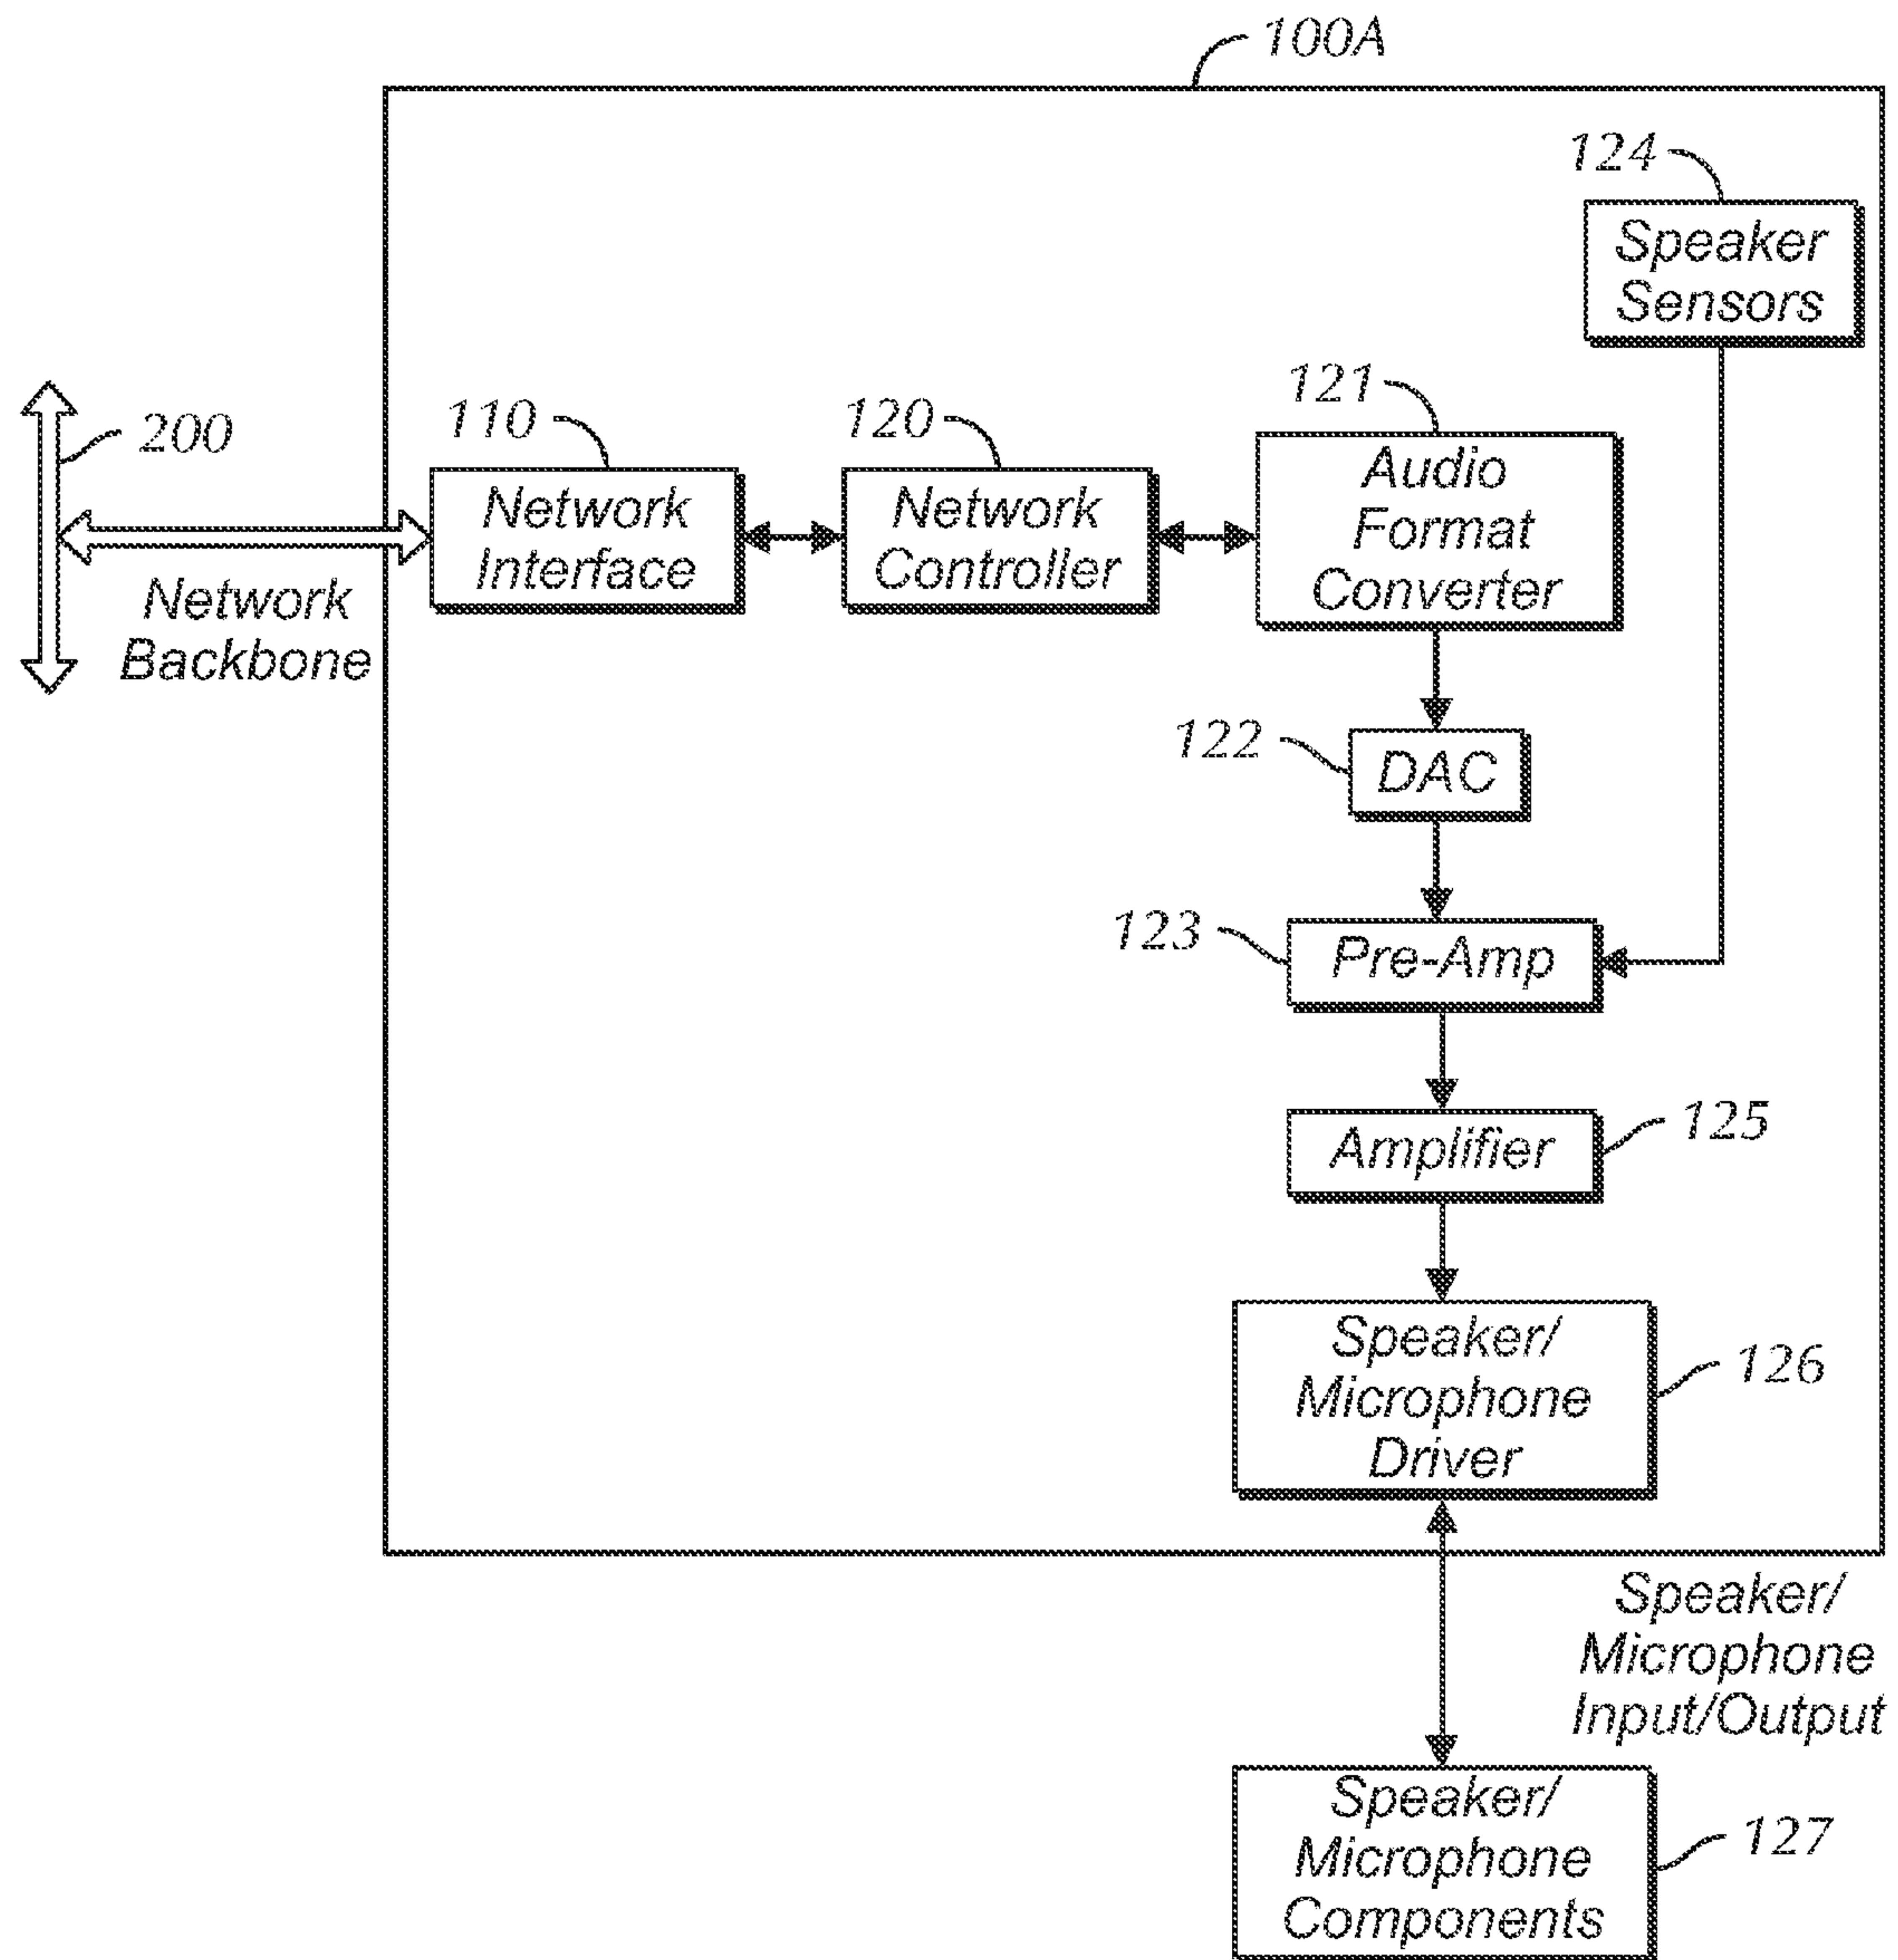 100A
124
Speaker
Sensors
200
110
Network
Interface
120
Network
Controller
121
Audio
Format
Converter
Network
Backbone
122
DAC
123
Pre-Amp
Amplifier
125
Speaker/
Microphone
Driver
126
Speaker/
Microphone
Input/Output
Speaker/
Microphone
Components
127